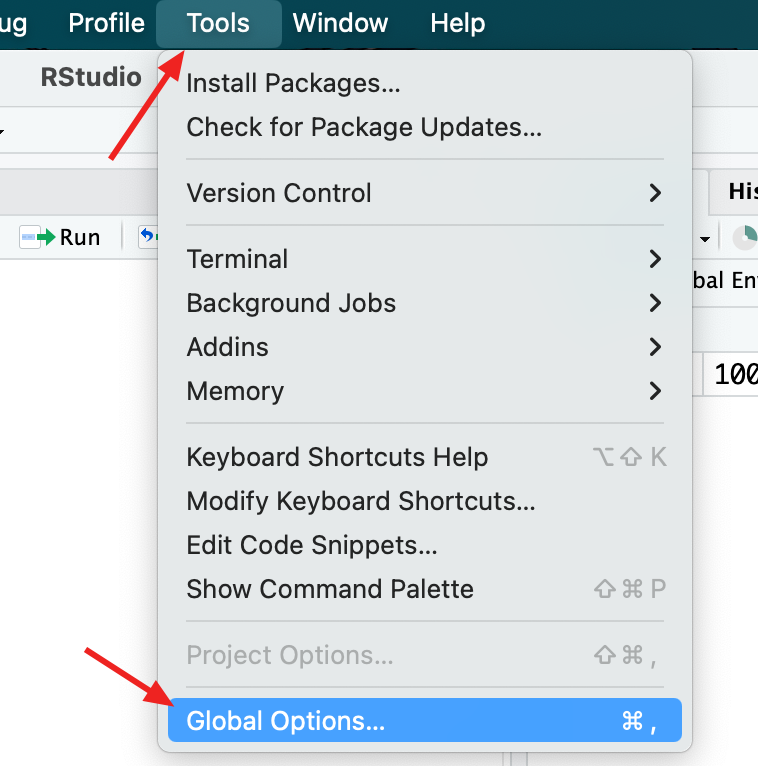 ug Profile Tools Window Help
RStudio
Install Packages...
Check for Package Updates...
Version Control
His
Run
Terminal
bal En
Background Jobs
Addins
100
Memory
Keyboard Shortcuts Help ⌥⇧ K
Modify Keyboard Shortcuts...
Edit Code Snippets...
Show Command Palette ⇧⌘ P
Project Options... ⇧⌘ ,
Global Options... ⌘ ,